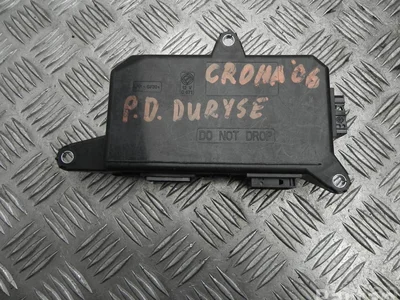 CROMA '06
P.D. DURYSE
DO NOT DROP